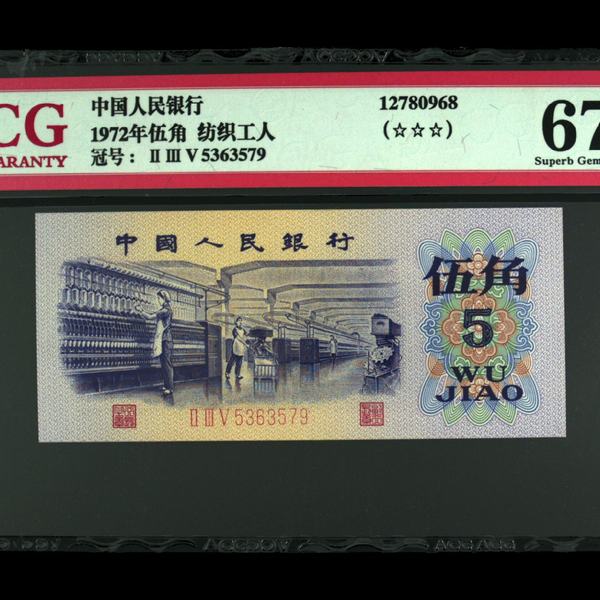 CG
ARANTY
中国人民银行
1972年伍角 纺织工人
冠号: ⅡⅢⅤ5363579
12780968
(☆☆☆)
67
Superb Gem
中國人民銀行
伍角
5
WU
JIAO
ⅡⅢⅤ5363579